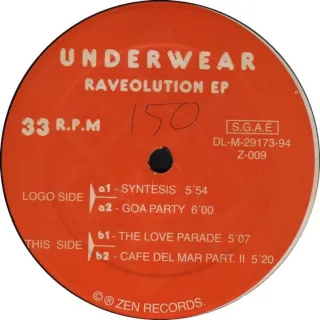 UNDERWEAR
RAVEOLUTION EP
150
33 R.P.M
S.G.A.E
DL-M-29173-94
Z-009
LOGO SIDE
a1 - SYNTESIS 5´54
a2 - GOA PARTY 6´00
THIS SIDE
b1 - THE LOVE PARADE 5´07
b2 - CAFE DEL MAR PART. II 5´20
©®ZEN RECORDS.